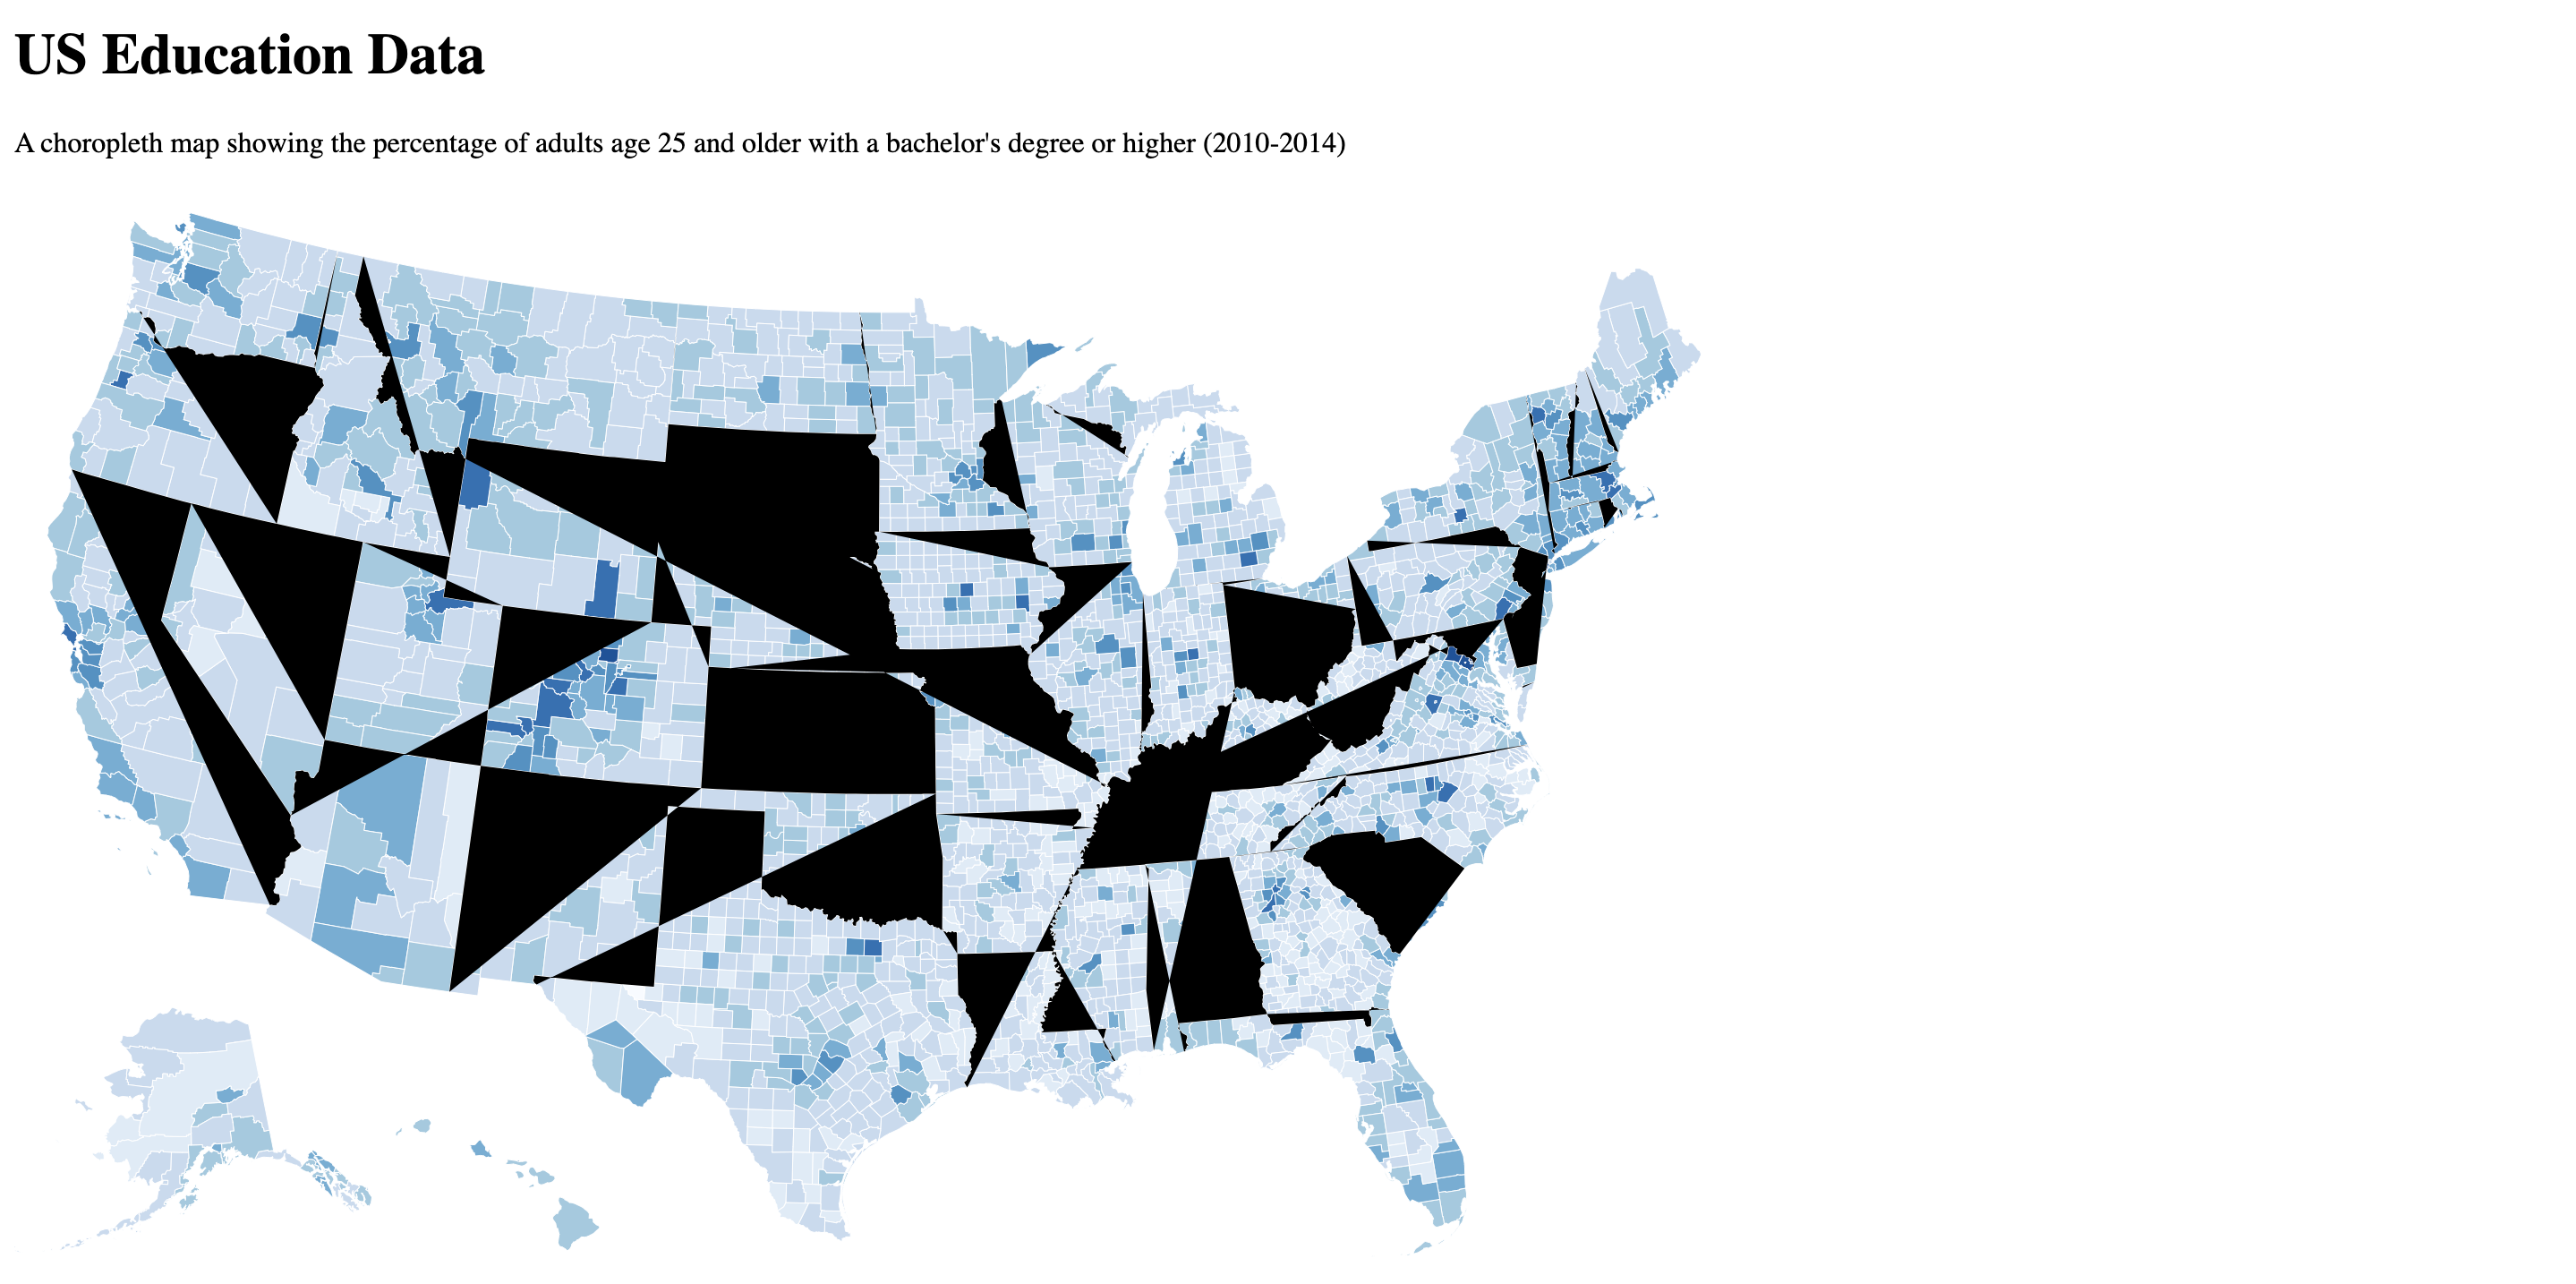 US Education Data
A choropleth map showing the percentage of adults age 25 and older with a bachelor's degree or higher (2010-2014)